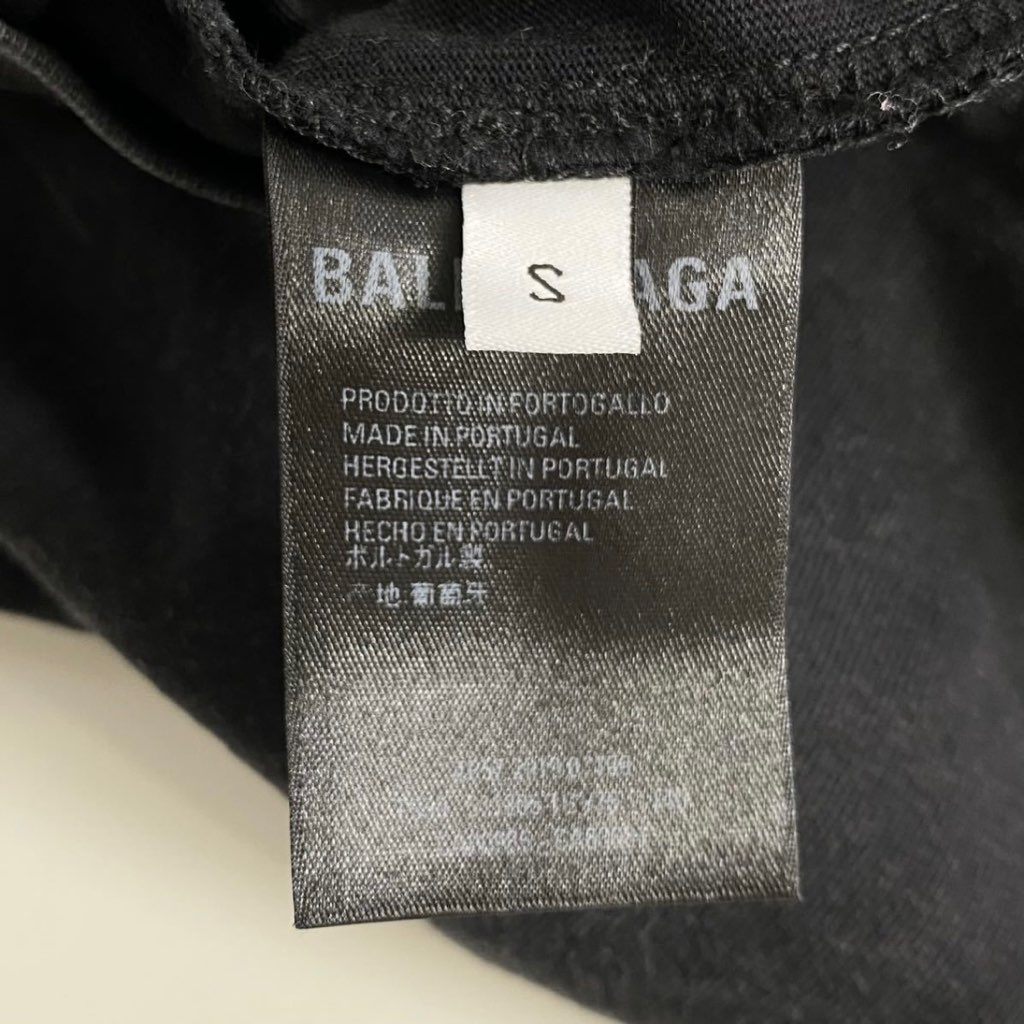 BAL AGA
S
PRODOTTO IN PORTOGALLO
MADE IN PORTUGAL
HERGESTELLT IN PORTUGAL
FABRIQUE EN PORTUGAL
HECHO EN PORTUGAL
ポルトガル製
产地 葡萄牙